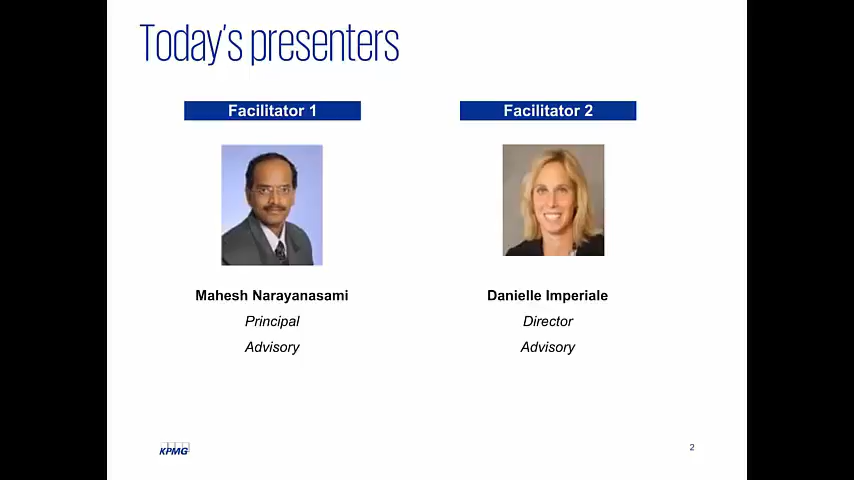 Today's presenters
Facilitator 1
Facilitator 2
Mahesh Narayanasami
Principal
Advisory
Danielle Imperiale
Director
Advisory
KPMG
2